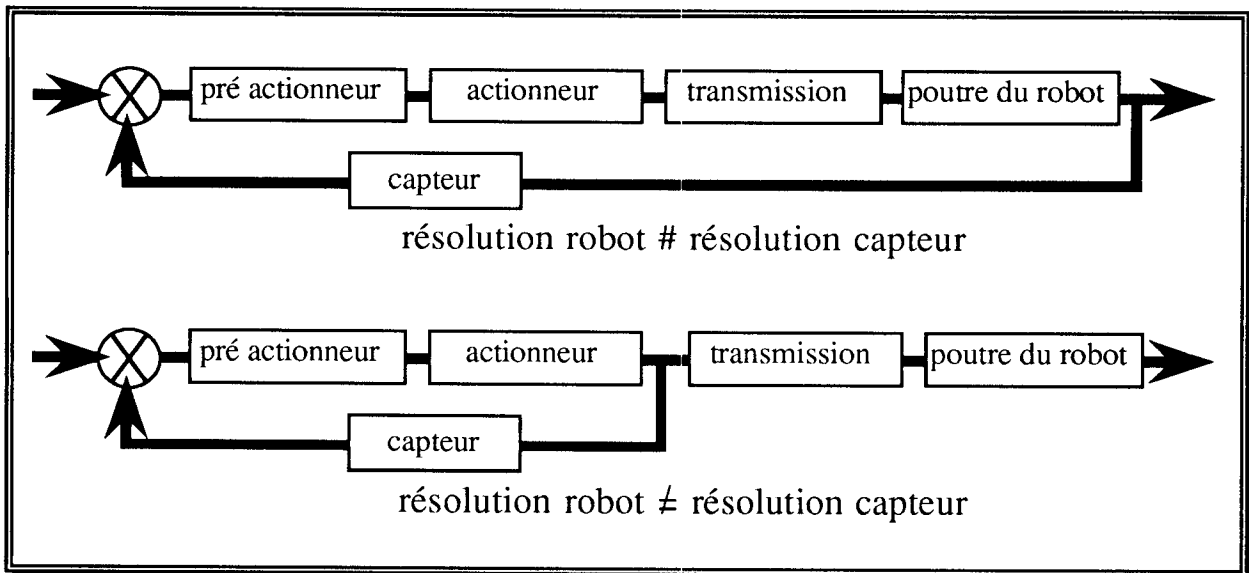 pré actionneur actionneur transmission poutre du robot
capteur
résolution robot # résolution capteur
pré actionneur actionneur transmission poutre du robot
capteur
résolution robot ≠ résolution capteur